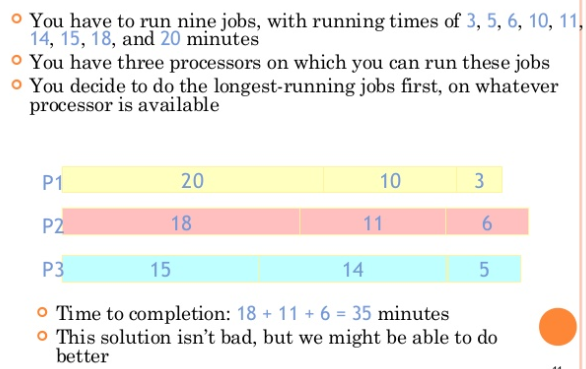 You have to run nine jobs, with running times of 3, 5, 6, 10, 11,
14, 15, 18, and 20 minutes
You have three processors on which you can run these jobs
You decide to do the longest-running jobs first, on whatever
processor is available
P1 20 10 3
P2 18 11 6
P3 15 14 5
Time to completion: 18 + 11 + 6 = 35 minutes
This solution isn't bad, but we might be able to do
better